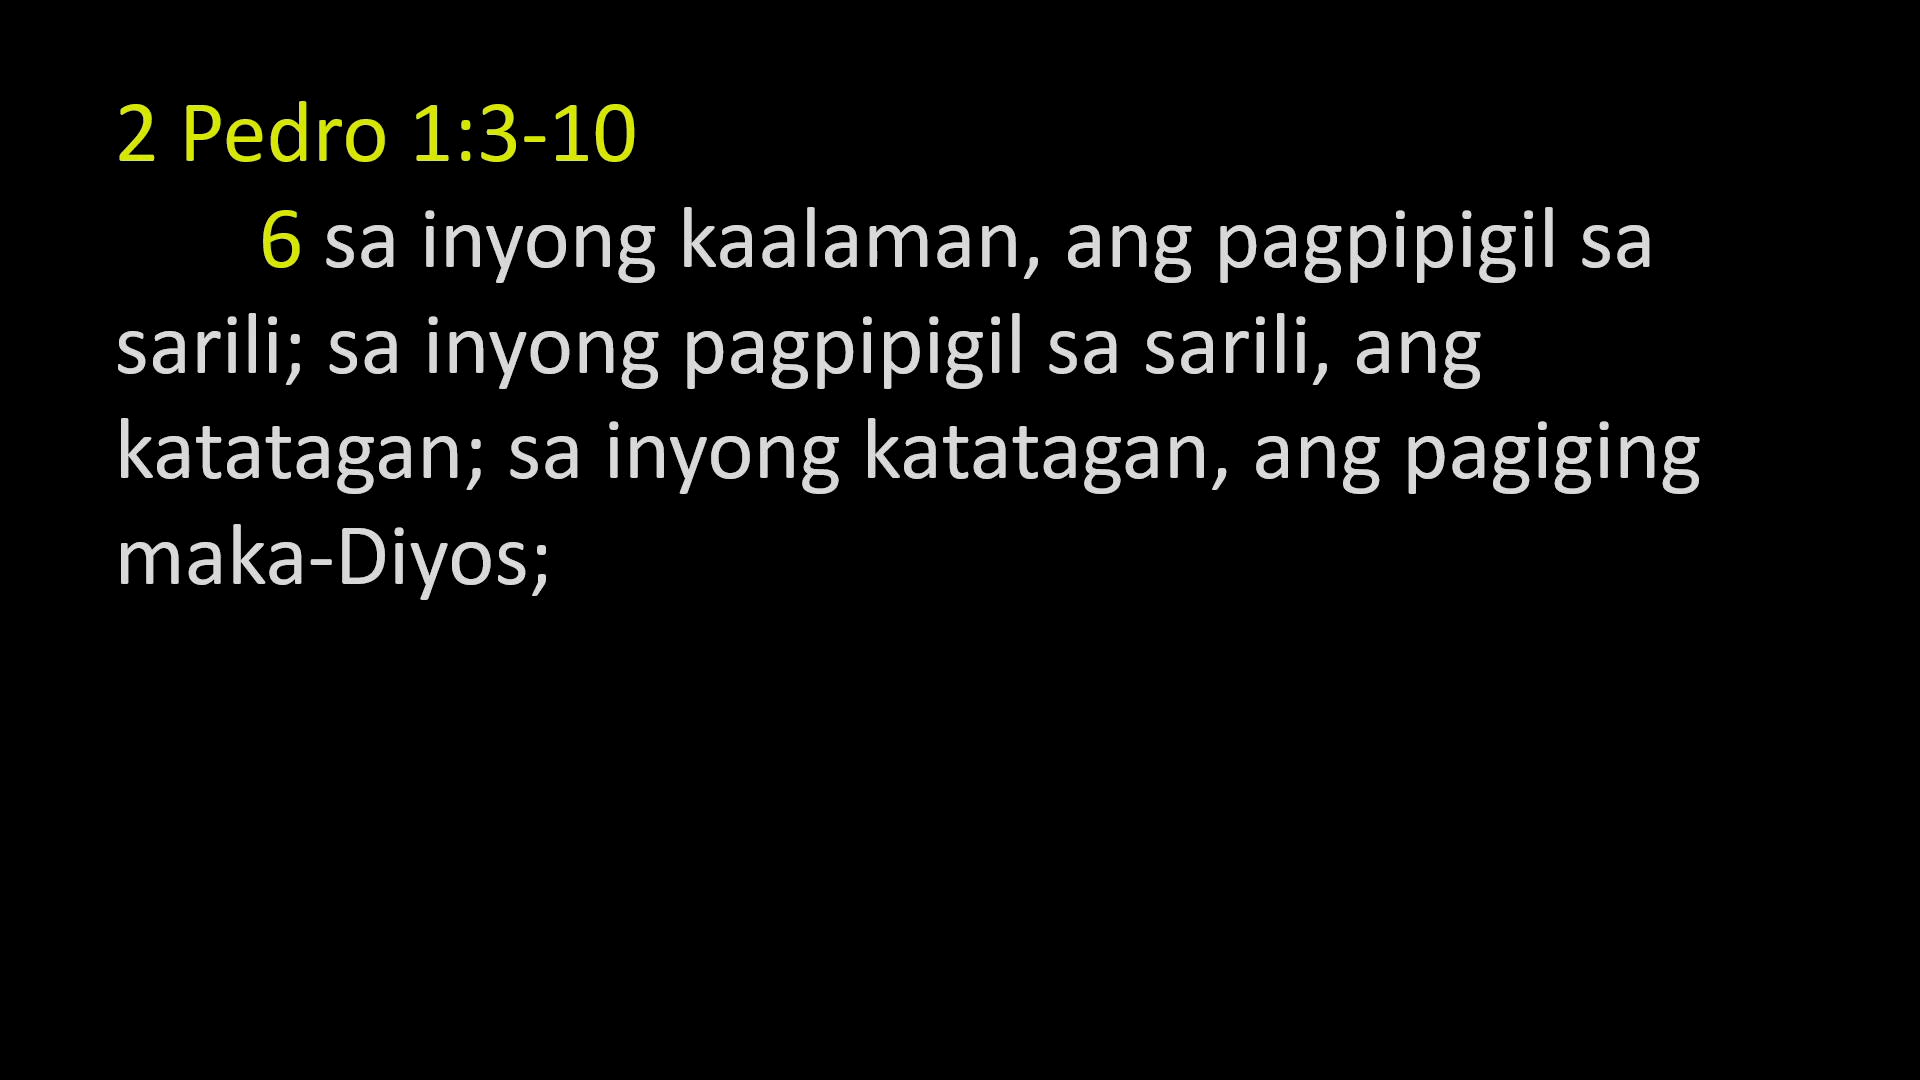 2 Pedro 1:3-10
6 sa inyong kaalaman, ang pagpipigil sa
sarili; sa inyong pagpipigil sa sarili, ang
katatagan; sa inyong katatagan, ang pagiging
maka-Diyos;